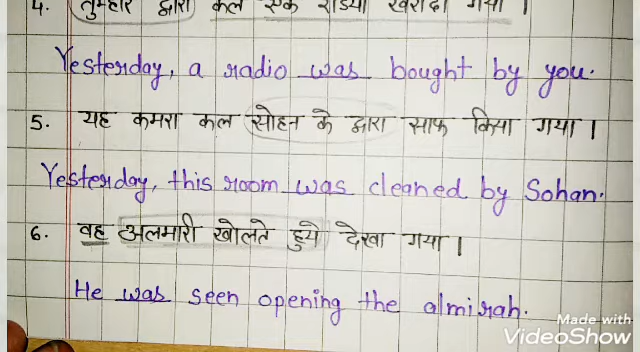 4. तुम्हारे द्वारा कल एक रेडियो खरीदा गया ।
Yesterday, a radio was bought by you.
5. यह कमरा कल सोहन के द्वारा साफ किया गया ।
Yesterday, this room was cleaned by Sohan.
6. वह अलमारी खोलते हुये देखा गया ।
He was seen opening the almirah.
Made with
VideoShow